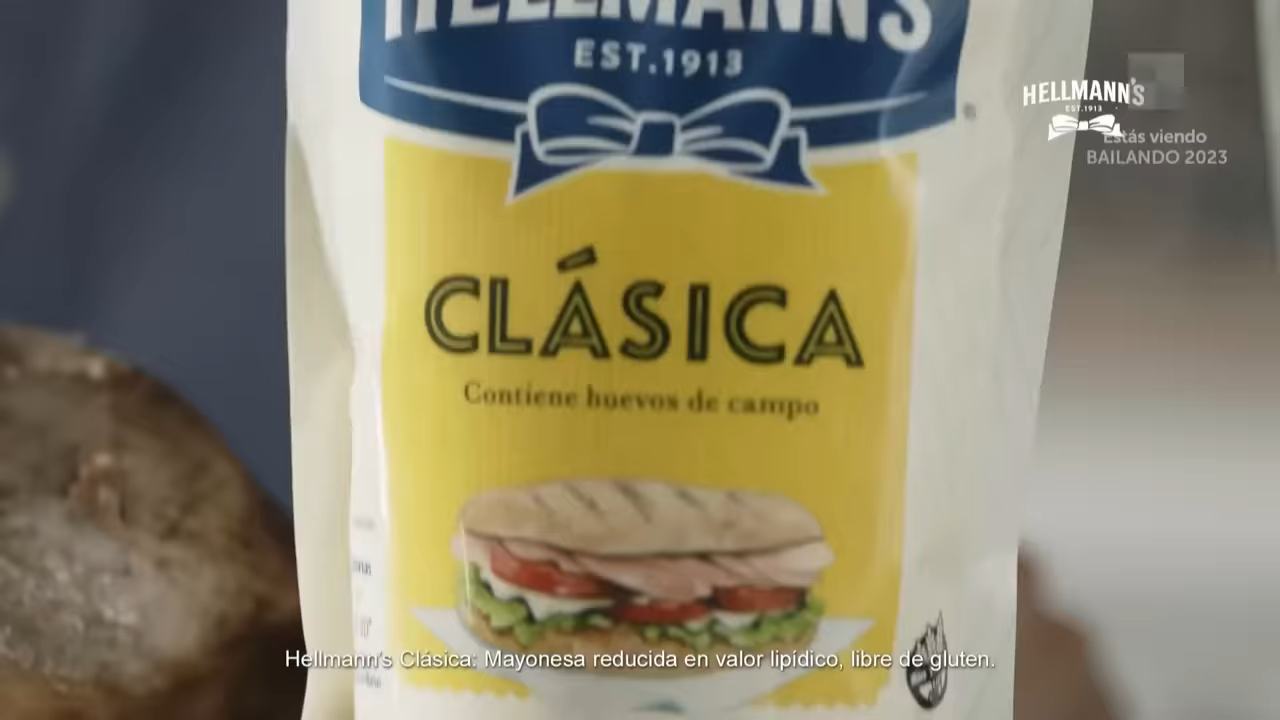 HELLMANN'S
EST.1913
HELLMANN'S
EST.1913
Estás viendo
BAILANDO 2023
CLÁSICA
Contiene huevos de campo
Hellmann's Clásica: Mayonesa reducida en valor lipídico, libre de gluten.